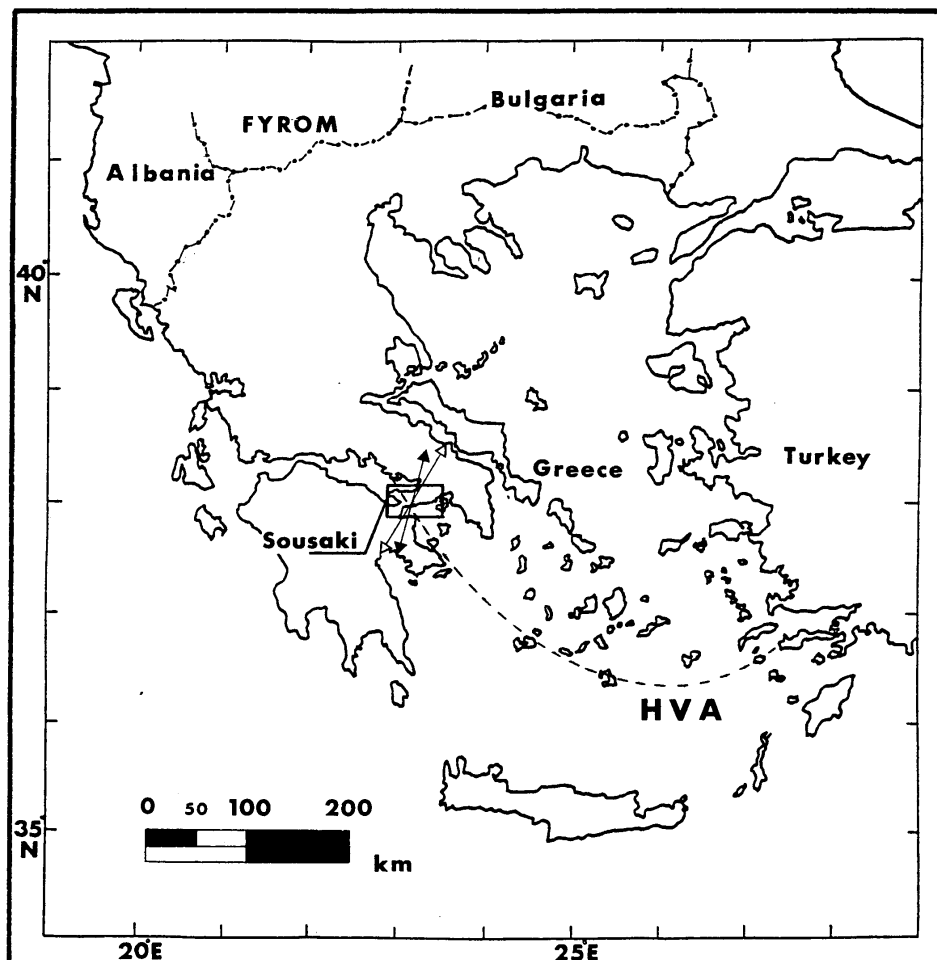 Bulgaria
FYROM
Albania
40°
N
Greece
Turkey
Sousaki
HVA
0 50 100 200
km
35°
N
20°E 25°E